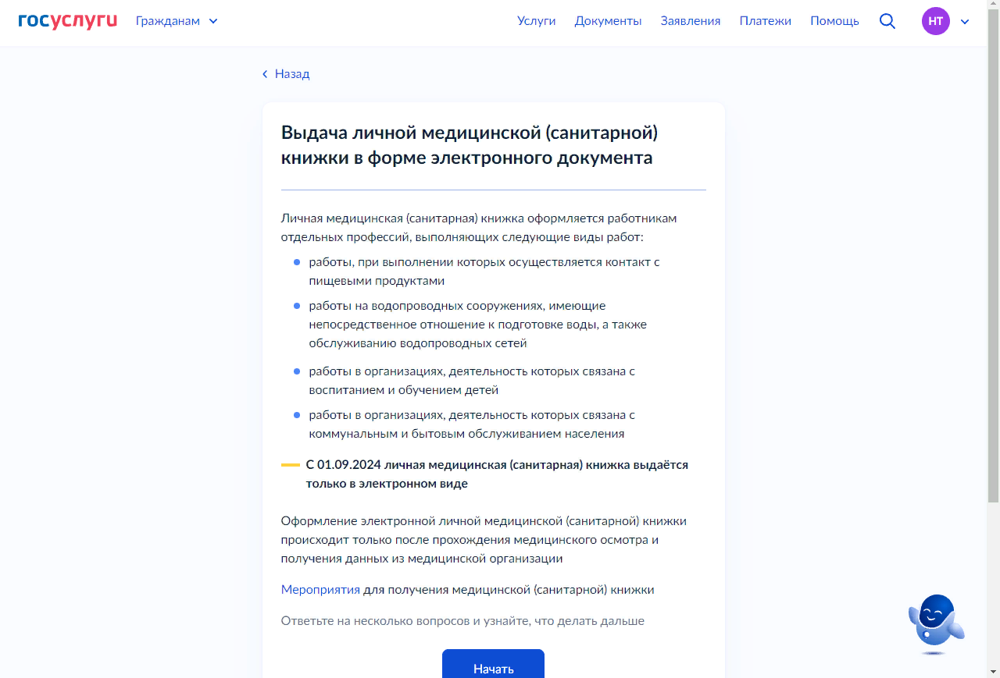 госуслуги
Гражданам
Услуги
Документы
Заявления
Платежи
Помощь
НТ
Назад
Выдача личной медицинской (санитарной)
книжки в форме электронного документа
Личная медицинская (санитарная) книжка оформляется работникам
отдельных профессий, выполняющих следующие виды работ:
работы, при выполнении которых осуществляется контакт с
пищевыми продуктами
работы на водопроводных сооружениях, имеющие
непосредственное отношение к подготовке воды, а также
обслуживанию водопроводных сетей
работы в организациях, деятельность которых связана с
воспитанием и обучением детей
работы в организациях, деятельность которых связана с
коммунальным и бытовым обслуживанием населения
С 01.09.2024 личная медицинская (санитарная) книжка выдаётся
только в электронном виде
Оформление электронной личной медицинской (санитарной) книжки
происходит только после прохождения медицинского осмотра и
получения данных из медицинской организации
Мероприятия для получения медицинской (санитарной) книжки
Ответьте на несколько вопросов и узнайте, что делать дальше
Начать